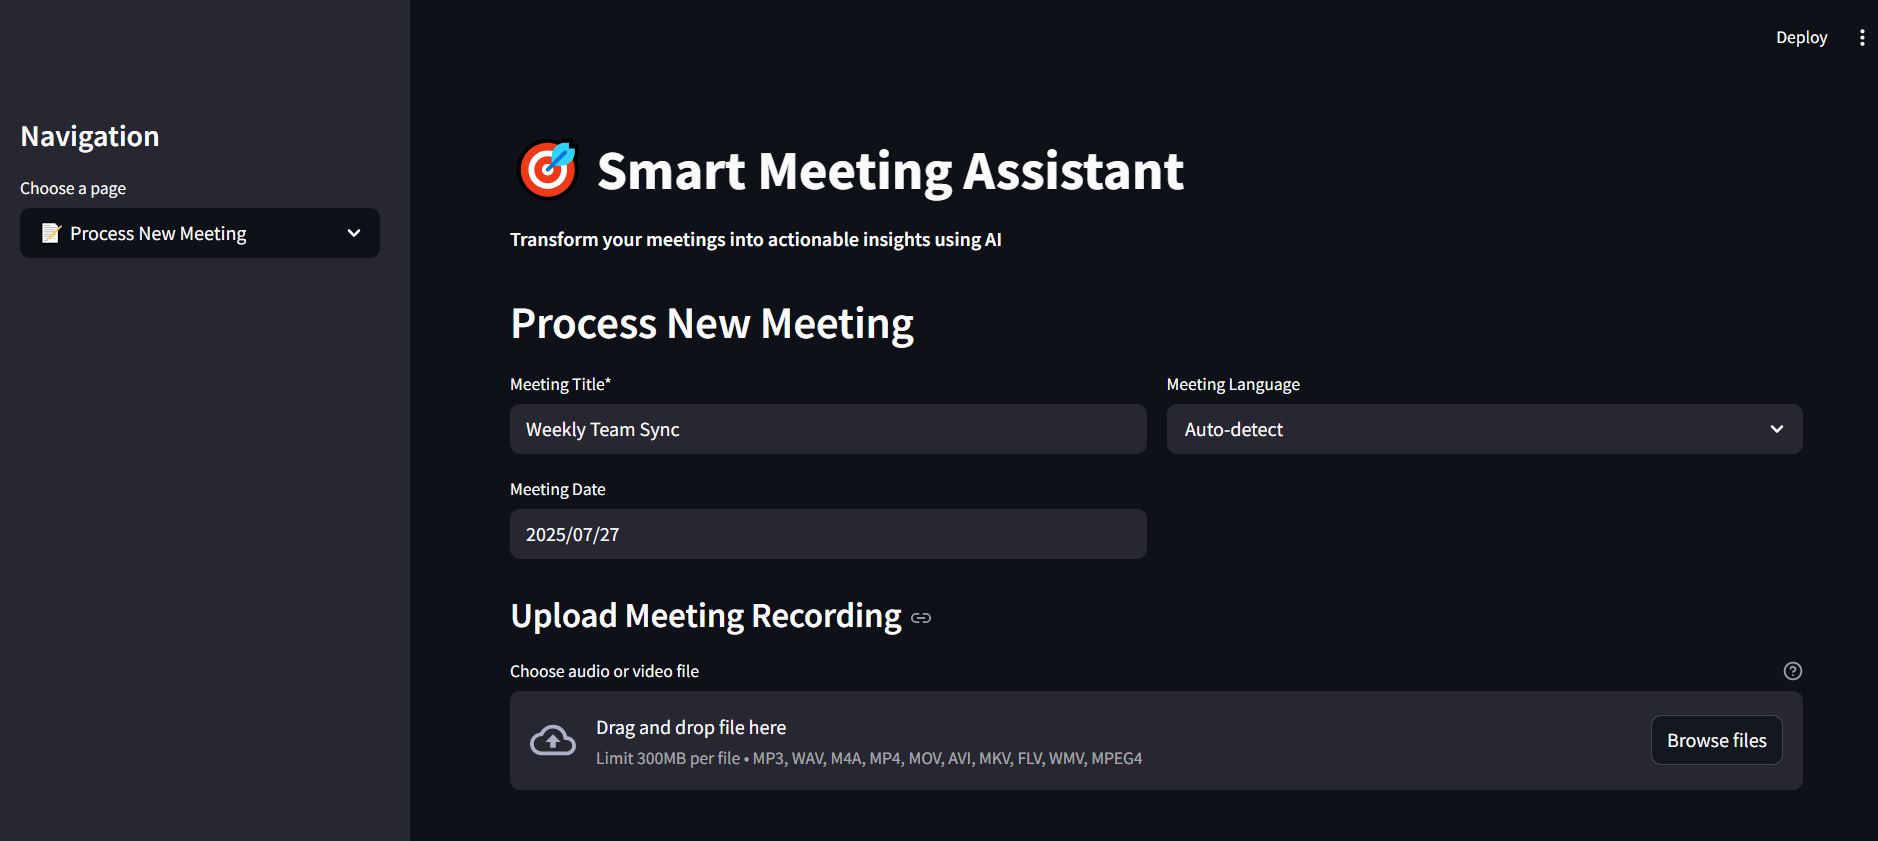 Deploy
Navigation
Choose a page
Process New Meeting
Smart Meeting Assistant
Transform your meetings into actionable insights using AI
Process New Meeting
Meeting Title*
Meeting Language
Weekly Team Sync
Auto-detect
Meeting Date
2025/07/27
Upload Meeting Recording
Choose audio or video file
Drag and drop file here
Limit 300MB per file • MP3, WAV, M4A, MP4, MOV, AVI, MKV, FLV, WMV, MPEG4
Browse files